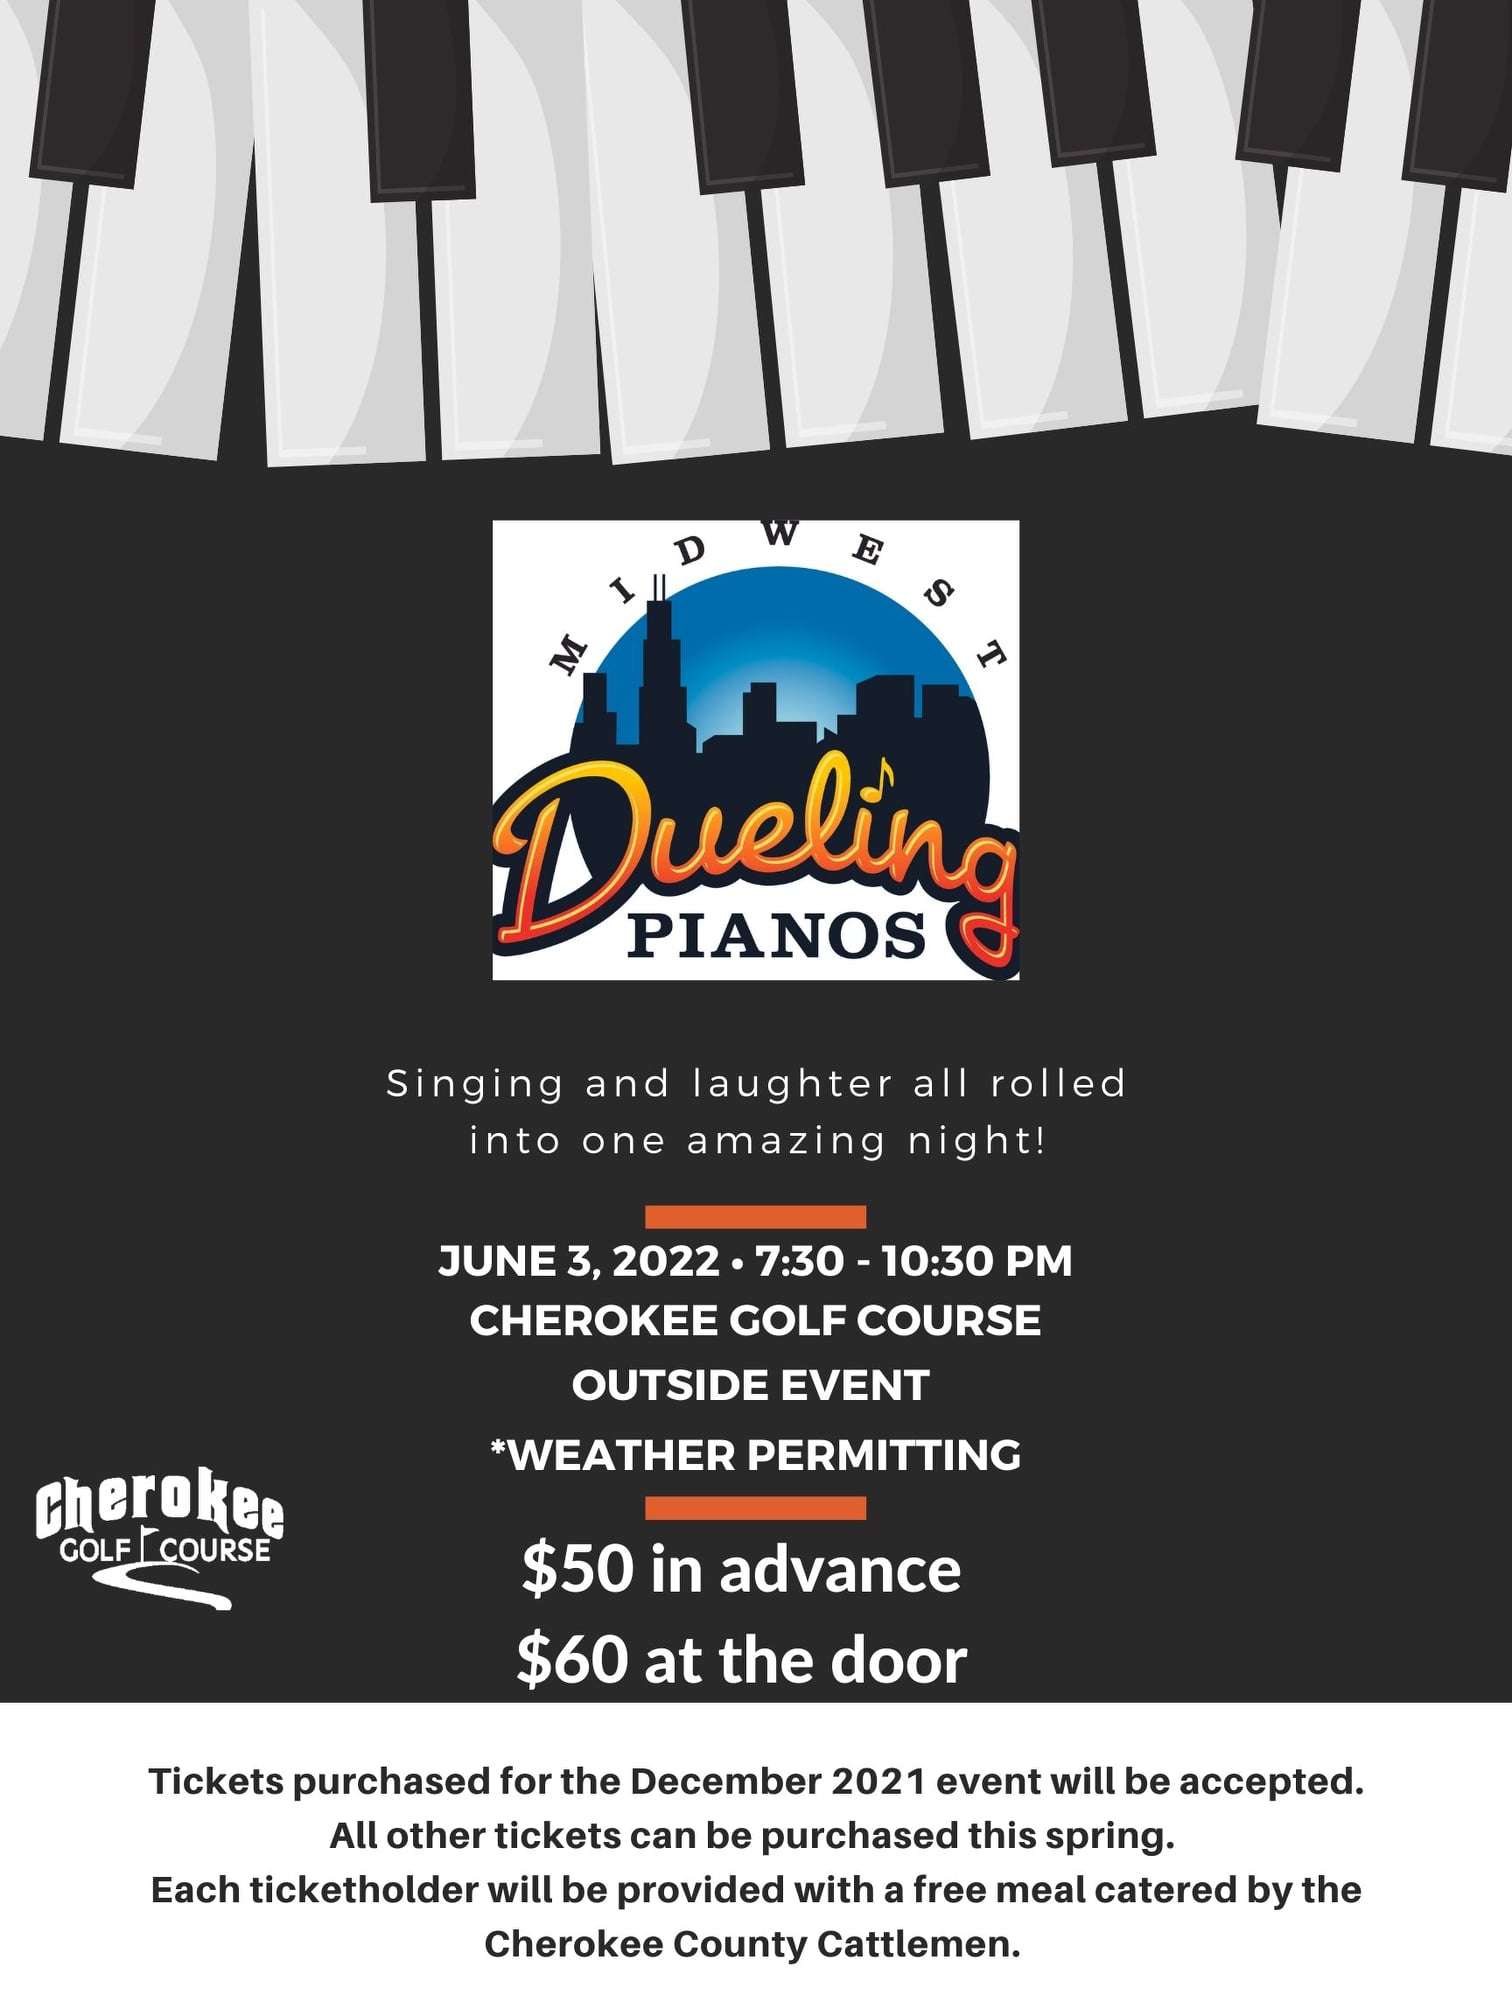 MIDWEST
Dueling
PIANOS
Singing and laughter all rolled
into one amazing night!
JUNE 3, 2022 • 7:30 - 10:30 PM
CHEROKEE GOLF COURSE
OUTSIDE EVENT
*WEATHER PERMITTING
Cherokee
GOLF COURSE
$50 in advance
$60 at the door
Tickets purchased for the December 2021 event will be accepted.
All other tickets can be purchased this spring.
Each ticketholder will be provided with a free meal catered by the
Cherokee County Cattlemen.